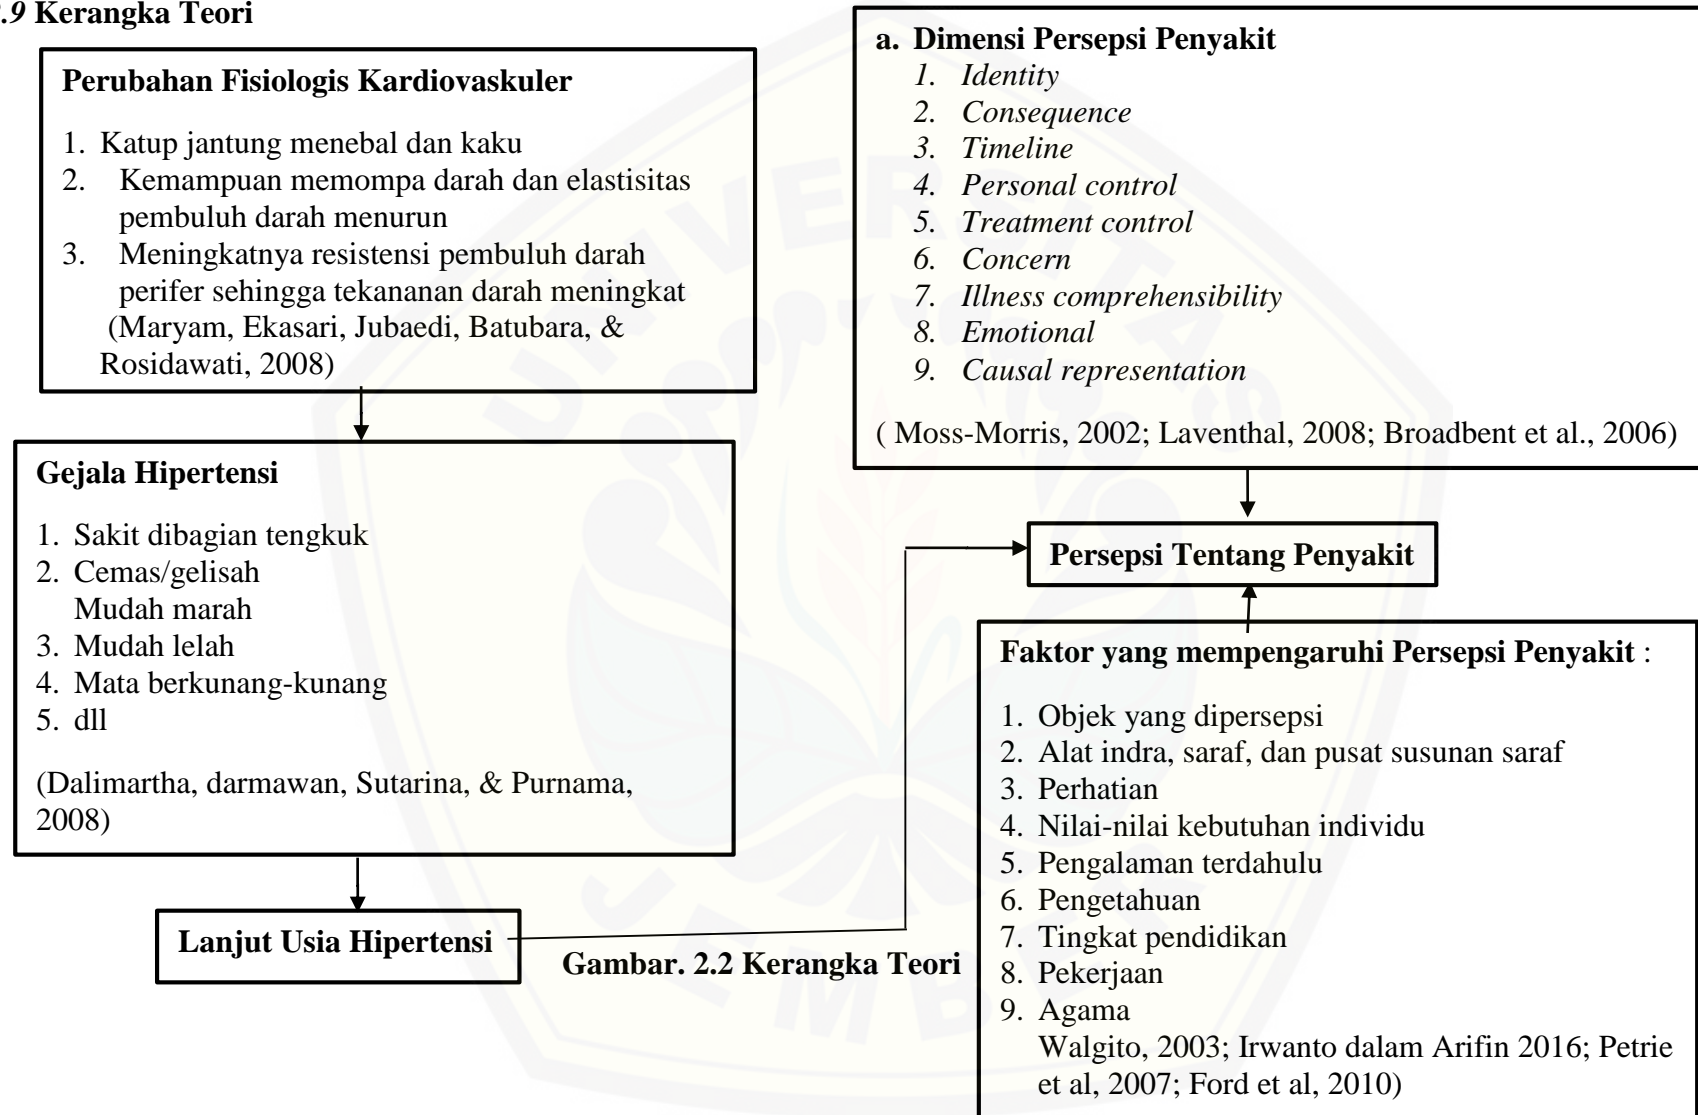 .9 Kerangka Teori
Perubahan Fisiologis Kardiovaskuler
1. Katup jantung menebal dan kaku
2. Kemampuan memompa darah dan elastisitas
pembuluh darah menurun
3. Meningkatnya resistensi pembuluh darah
perifer sehingga tekananan darah meningkat
(Maryam, Ekasari, Jubaedi, Batubara, &
Rosidawati, 2008)
Gejala Hipertensi
1. Sakit dibagian tengkuk
2. Cemas/gelisah
Mudah marah
3. Mudah lelah
4. Mata berkunang-kunang
5. dll
(Dalimartha, darmawan, Sutarina, & Purnama,
2008)
Lanjut Usia Hipertensi
a. Dimensi Persepsi Penyakit
1. Identity
2. Consequence
3. Timeline
4. Personal control
5. Treatment control
6. Concern
7. Illness comprehensibility
8. Emotional
9. Causal representation
( Moss-Morris, 2002; Laventhal, 2008; Broadbent et al., 2006)
Persepsi Tentang Penyakit
Faktor yang mempengaruhi Persepsi Penyakit :
1. Objek yang dipersepsi
2. Alat indra, saraf, dan pusat susunan saraf
3. Perhatian
4. Nilai-nilai kebutuhan individu
5. Pengalaman terdahulu
6. Pengetahuan
7. Tingkat pendidikan
8. Pekerjaan
9. Agama
Walgito, 2003; Irwanto dalam Arifin 2016; Petrie
et al, 2007; Ford et al, 2010)
Gambar. 2.2 Kerangka Teori
UNIVERSITAS
JEMBER